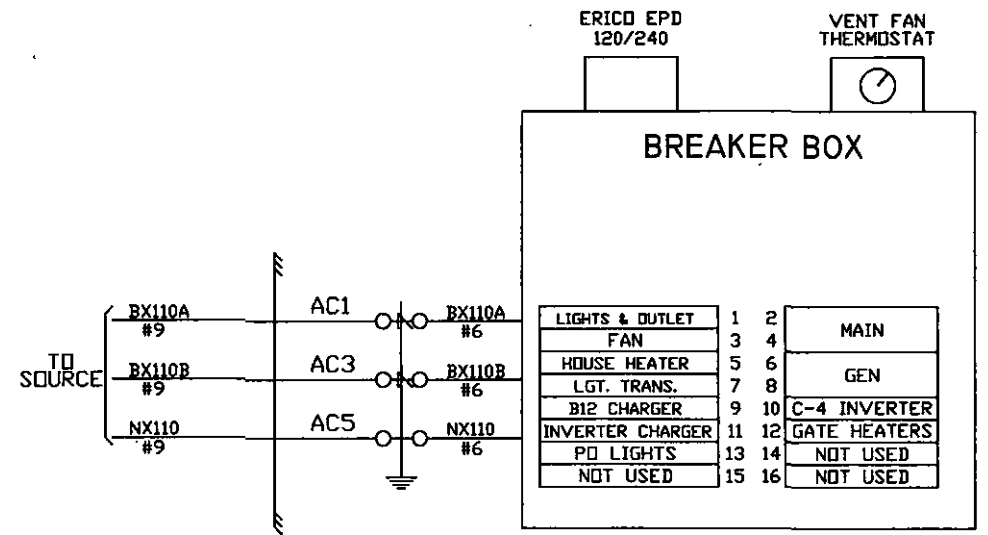 ERICO EPD
120/240
VENT FAN
THERMOSTAT
BREAKER BOX
TO
SOURCE
BX110A
#9
AC1
BX110A
#6
BX110B
#9
AC3
BX110B
#6
NX110
#9
AC5
NX110
#6
LIGHTS & OUTLET 1 2
MAIN
FAN 3 4
HOUSE HEATER 5 6
GEN
LGT. TRANS. 7 8
B12 CHARGER 9 10 C-4 INVERTER
INVERTER CHARGER 11 12 GATE HEATERS
PO LIGHTS 13 14 NOT USED
NOT USED 15 16 NOT USED